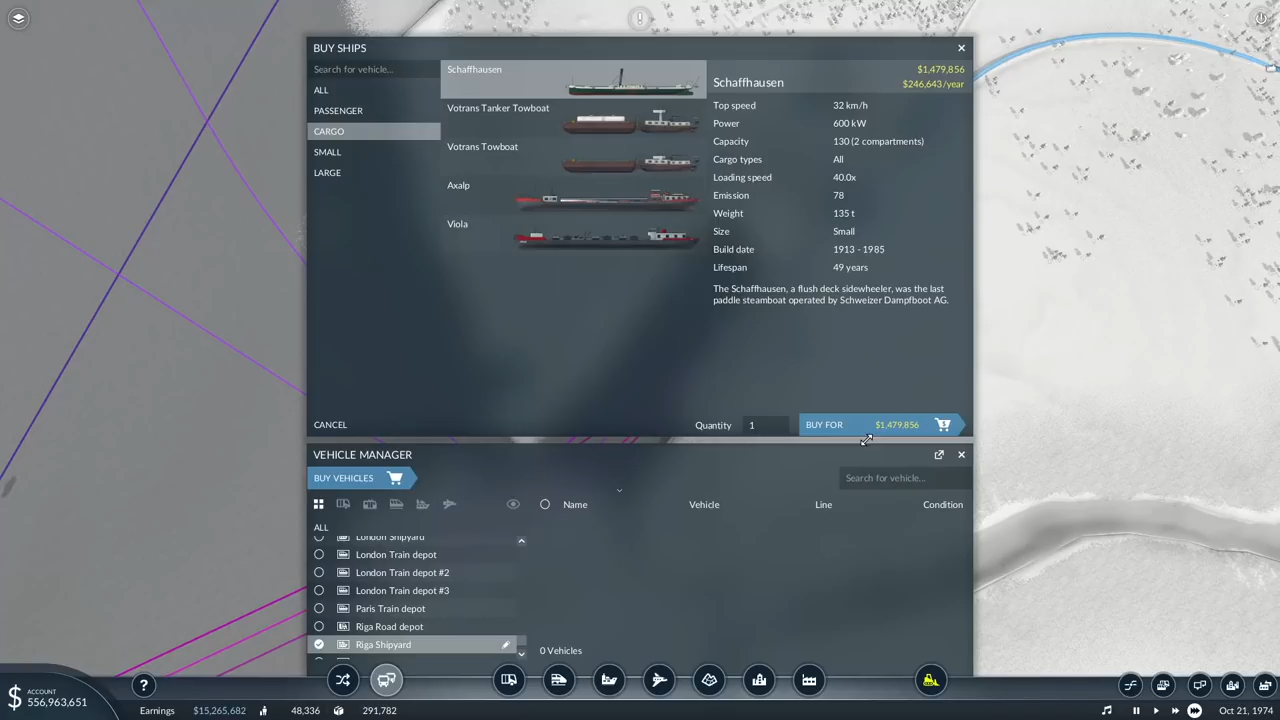 BUY SHIPS
Search for vehicle...
ALL
PASSENGER
CARGO
SMALL
LARGE
Schaffhausen
Votrans Tanker Towboat
Votrans Towboat
Axalp
Viola
Schaffhausen
$1,479,856
$246,643/year
Top speed 32 km/h
Power 600 kW
Capacity 130 (2 compartments)
Cargo types All
Loading speed 40.0x
Emission 78
Weight 135 t
Size Small
Build date 1913 - 1985
Lifespan 49 years
The Schaffhausen, a flush deck sidewheeler, was the last
paddle steamboat operated by Schweizer Dampfboot AG.
CANCEL
Quantity 1
BUY FOR $1,479,856
VEHICLE MANAGER
BUY VEHICLES
Search for vehicle...
Name Vehicle Line Condition
ALL
London Shipyard
London Train depot
London Train depot #2
London Train depot #3
Paris Train depot
Riga Road depot
Riga Shipyard
0 Vehicles
$ ACCOUNT
556,963,651
?
Earnings $15,265,682 48,336 291,782
Oct 21, 1974